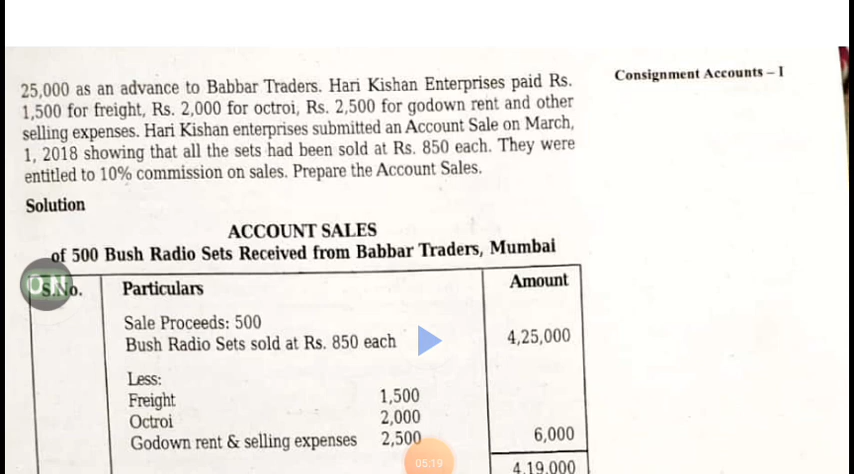 25,000 as an advance to Babbar Traders. Hari Kishan Enterprises paid Rs.
1,500 for freight, Rs. 2,000 for octroi, Rs. 2,500 for godown rent and other
selling expenses. Hari Kishan enterprises submitted an Account Sale on March,
1, 2018 showing that all the sets had been sold at Rs. 850 each. They were
entitled to 10% commission on sales. Prepare the Account Sales.
Consignment Accounts – I
Solution
ACCOUNT SALES
of 500 Bush Radio Sets Received from Babbar Traders, Mumbai
S.No. Particulars Amount
Sale Proceeds: 500
Bush Radio Sets sold at Rs. 850 each 4,25,000
Less:
Freight 1,500
Octroi 2,000
Godown rent & selling expenses 2,500 6,000
05:19
4,19,000